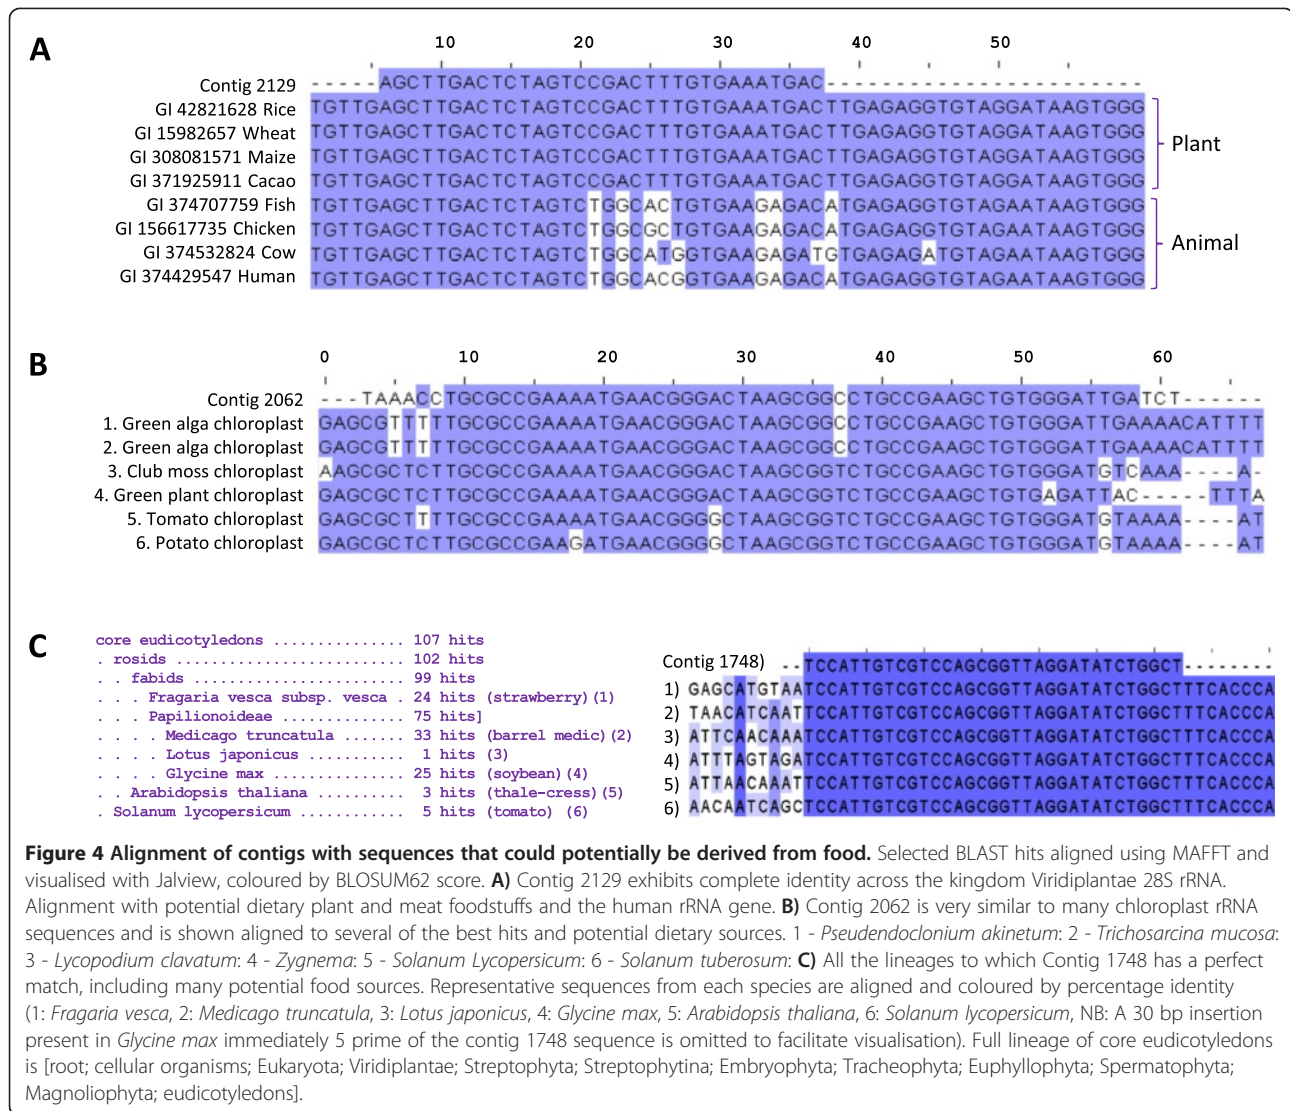 A
10 20 30 40 50
Contig 2129 -----AGCTTGACTCTAGTCCGACTTTGTGAAATGAC-----------------------
GI 42821628 Rice TGTTGAGCTTGACTCTAGTCCGACTTTGTGAAATGACTTGAGAGGTGTAGGATAAGTGGG
GI 15982657 Wheat TGTTGAGCTTGACTCTAGTCCGACTTTGTGAAATGACTTGAGAGGTGTAGGATAAGTGGG
GI 308081571 Maize TGTTGAGCTTGACTCTAGTCCGACTTTGTGAAATGACTTGAGAGGTGTAGGATAAGTGGG
GI 371925911 Cacao TGTTGAGCTTGACTCTAGTCCGACTTTGTGAAATGACTTGAGAGGTGTAGGATAAGTGGG
Plant
GI 374707759 Fish TGTTGAGCTTGACTCTAGTCTGGCACTGTGAAGAGACATGAGAGGTGTAGAATAAGTGGG
GI 156617735 Chicken TGTTGAGCTTGACTCTAGTCTGGCGCTGTGAAGAGACATGAGAGGTGTAGAATAAGTGGG
GI 374532824 Cow TGTTGAGCTTGACTCTAGTCTGGCATGGTGAAGAGATGTGAGAGATGTAGAATAAGTGGG
GI 374429547 Human TGTTGAGCTTGACTCTAGTCTGGCACGGTGAAGAGACATGAGAGGTGTAGAATAAGTGGG
Animal
B
0 10 20 30 40 50 60
Contig 2062 ---TAAACCTGCGCCGAAAATGAACGGGACTAAGCGGCCTGCCGAAGCTGTGGGATTGATCT------
1. Green alga chloroplast GAGCGTTTTTGCGCCGAAAATGAACGGGACTAAGCGGCCTGCCGAAGCTGTGGGATTGAAAACATTTT
2. Green alga chloroplast GAGCGTTTTTGCGCCGAAAATGAACGGGACTAAGCGGCCTGCCGAAGCTGTGGGATTGAAAACATTTT
3. Club moss chloroplast AAGCGCTCTTGCGCCGAAAATGAACGGGACTAAGCGGTCTGCCGAAGCTGTGGGATGTCAAA----A-
4. Green plant chloroplast GAGCGCTCTTGCGCCGAAAATGAACGGGACTAAGCGGTCTGCCGAAGCTGTGAGATTAC-----TTTA
5. Tomato chloroplast GAGCGCTTTTGCGCCGAAAATGAACGGGGCTAAGCGGTCTGCCGAAGCTGTGGGATGTAAAA----AT
6. Potato chloroplast GAGCGCTCTTGCGCCGAAGATGAACGGGGCTAAGCGGTCTGCCGAAGCTGTGGGATGTAAAA----AT
C
core eudicotyledons ............... 107 hits
. rosids ......................... 102 hits
. . fabids ........................ 99 hits
. . . Fragaria vesca subsp. vesca . 24 hits (strawberry)(1)
. . . Papilionoideae .............. 75 hits]
. . . . Medicago truncatula ....... 33 hits (barrel medic)(2)
. . . . Lotus japonicus ........... 1 hits (3)
. . . . Glycine max ............... 25 hits (soybean)(4)
. . Arabidopsis thaliana .......... 3 hits (thale-cress)(5)
. Solanum lycopersicum ............ 5 hits (tomato) (6)
Contig 1748) --TCCATTGTCGTCCAGCGGTTAGGATATCTGGCT--------
1) GAGCATGTAATCCATTGTCGTCCAGCGGTTAGGATATCTGGCTTTCACCCA
2) TAACATCAATTCCATTGTCGTCCAGCGGTTAGGATATCTGGCTTTCACCCA
3) ATTCAACAAATCCATTGTCGTCCAGCGGTTAGGATATCTGGCTTTCACCCA
4) ATTTAGTAGATCCATTGTCGTCCAGCGGTTAGGATATCTGGCTTTCACCCA
5) ATTAACAAATTCCATTGTCGTCCAGCGGTTAGGATATCTGGCTTTCACCCA
6) AACAATCAGCTCCATTGTCGTCCAGCGGTTAGGATATCTGGCTTTCACCCA
Figure 4 Alignment of contigs with sequences that could potentially be derived from food. Selected BLAST hits aligned using MAFFT and
visualised with Jalview, coloured by BLOSUM62 score. A) Contig 2129 exhibits complete identity across the kingdom Viridiplantae 28S rRNA.
Alignment with potential dietary plant and meat foodstuffs and the human rRNA gene. B) Contig 2062 is very similar to many chloroplast rRNA
sequences and is shown aligned to several of the best hits and potential dietary sources. 1 - Pseudendoclonium akinetum: 2 - Trichosarcina mucosa:
3 - Lycopodium clavatum: 4 - Zygnema: 5 - Solanum Lycopersicum: 6 - Solanum tuberosum: C) All the lineages to which Contig 1748 has a perfect
match, including many potential food sources. Representative sequences from each species are aligned and coloured by percentage identity
(1: Fragaria vesca, 2: Medicago truncatula, 3: Lotus japonicus, 4: Glycine max, 5: Arabidopsis thaliana, 6: Solanum lycopersicum, NB: A 30 bp insertion
present in Glycine max immediately 5 prime of the contig 1748 sequence is omitted to facilitate visualisation). Full lineage of core eudicotyledons
is [root; cellular organisms; Eukaryota; Viridiplantae; Streptophyta; Streptophytina; Embryophyta; Tracheophyta; Euphyllophyta; Spermatophyta;
Magnoliophyta; eudicotyledons].